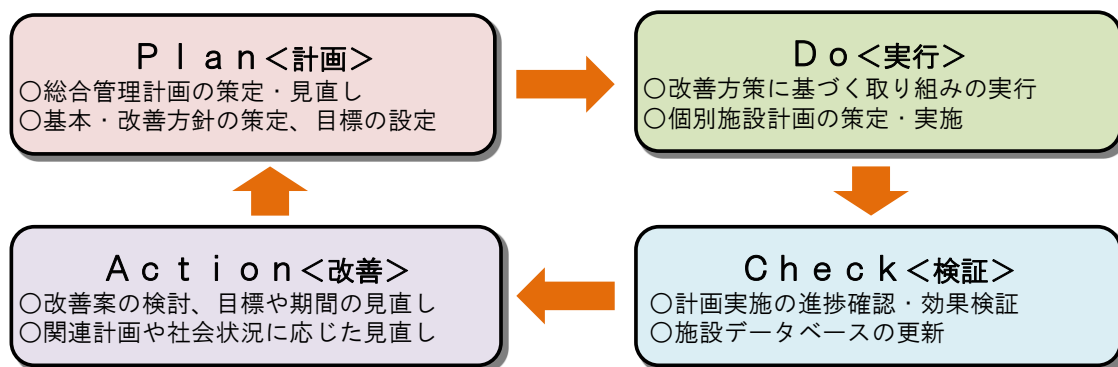 Ｐｌａｎ＜計画＞
○総合管理計画の策定・見直し
○基本・改善方針の策定、目標の設定
Ｄｏ＜実行＞
○改善方策に基づく取り組みの実行
○個別施設計画の策定・実施
Ａｃｔｉｏｎ＜改善＞
○改善案の検討、目標や期間の見直し
○関連計画や社会状況に応じた見直し
Ｃｈｅｃｋ＜検証＞
○計画実施の進捗確認・効果検証
○施設データベースの更新